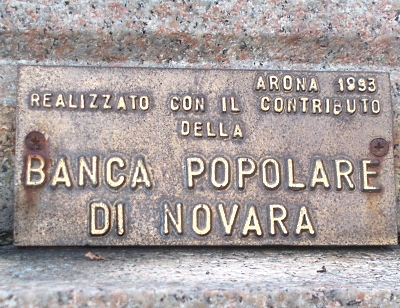 ARONA 1993
REALIZZATO CON IL CONTRIBUTO
DELLA
BANCA POPOLARE
DI NOVARA